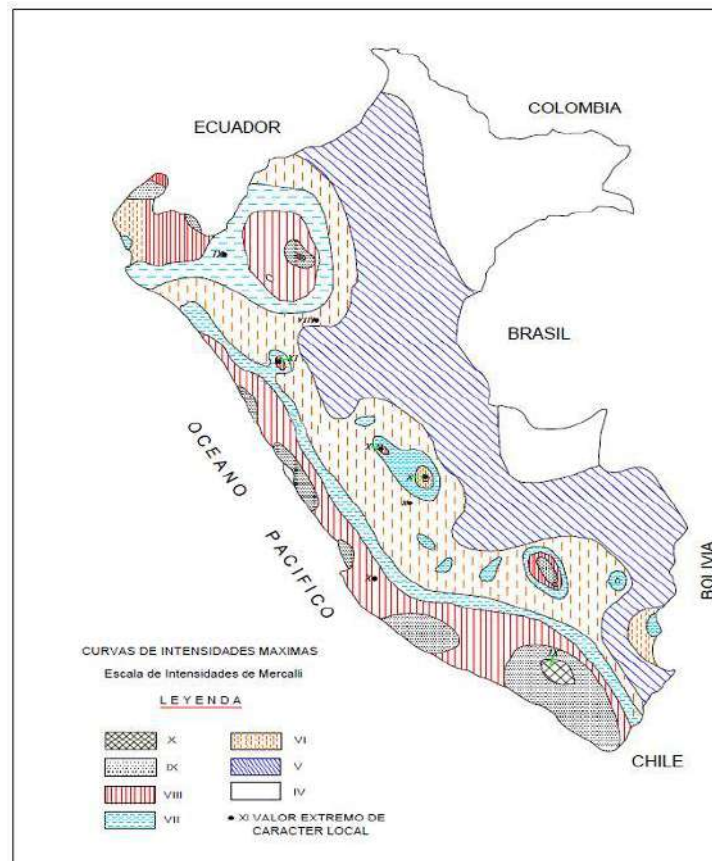 COLOMBIA
ECUADOR
BRASIL
OCEANO PACIFICO
BOLIVIA
CHILE
CURVAS DE INTENSIDADES MAXIMAS
Escala de Intensidades de Mercalli
LEYENDA
X
IX
VIII
VII
VI
V
IV
XI VALOR EXTREMO DE
CARACTER LOCAL